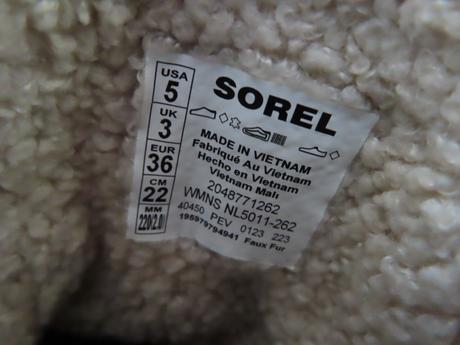 USA
5
UK
3
EUR
36
CM
22
MM
220(2.0)
SOREL
MADE IN VIETNAM
Fabriqué Au Vietnam
Hecho en Vietnam
Vietnam Malı
2048771262
WMNS NL5011-262
40450 PEV 0123 223
195979794941 Faux Fur